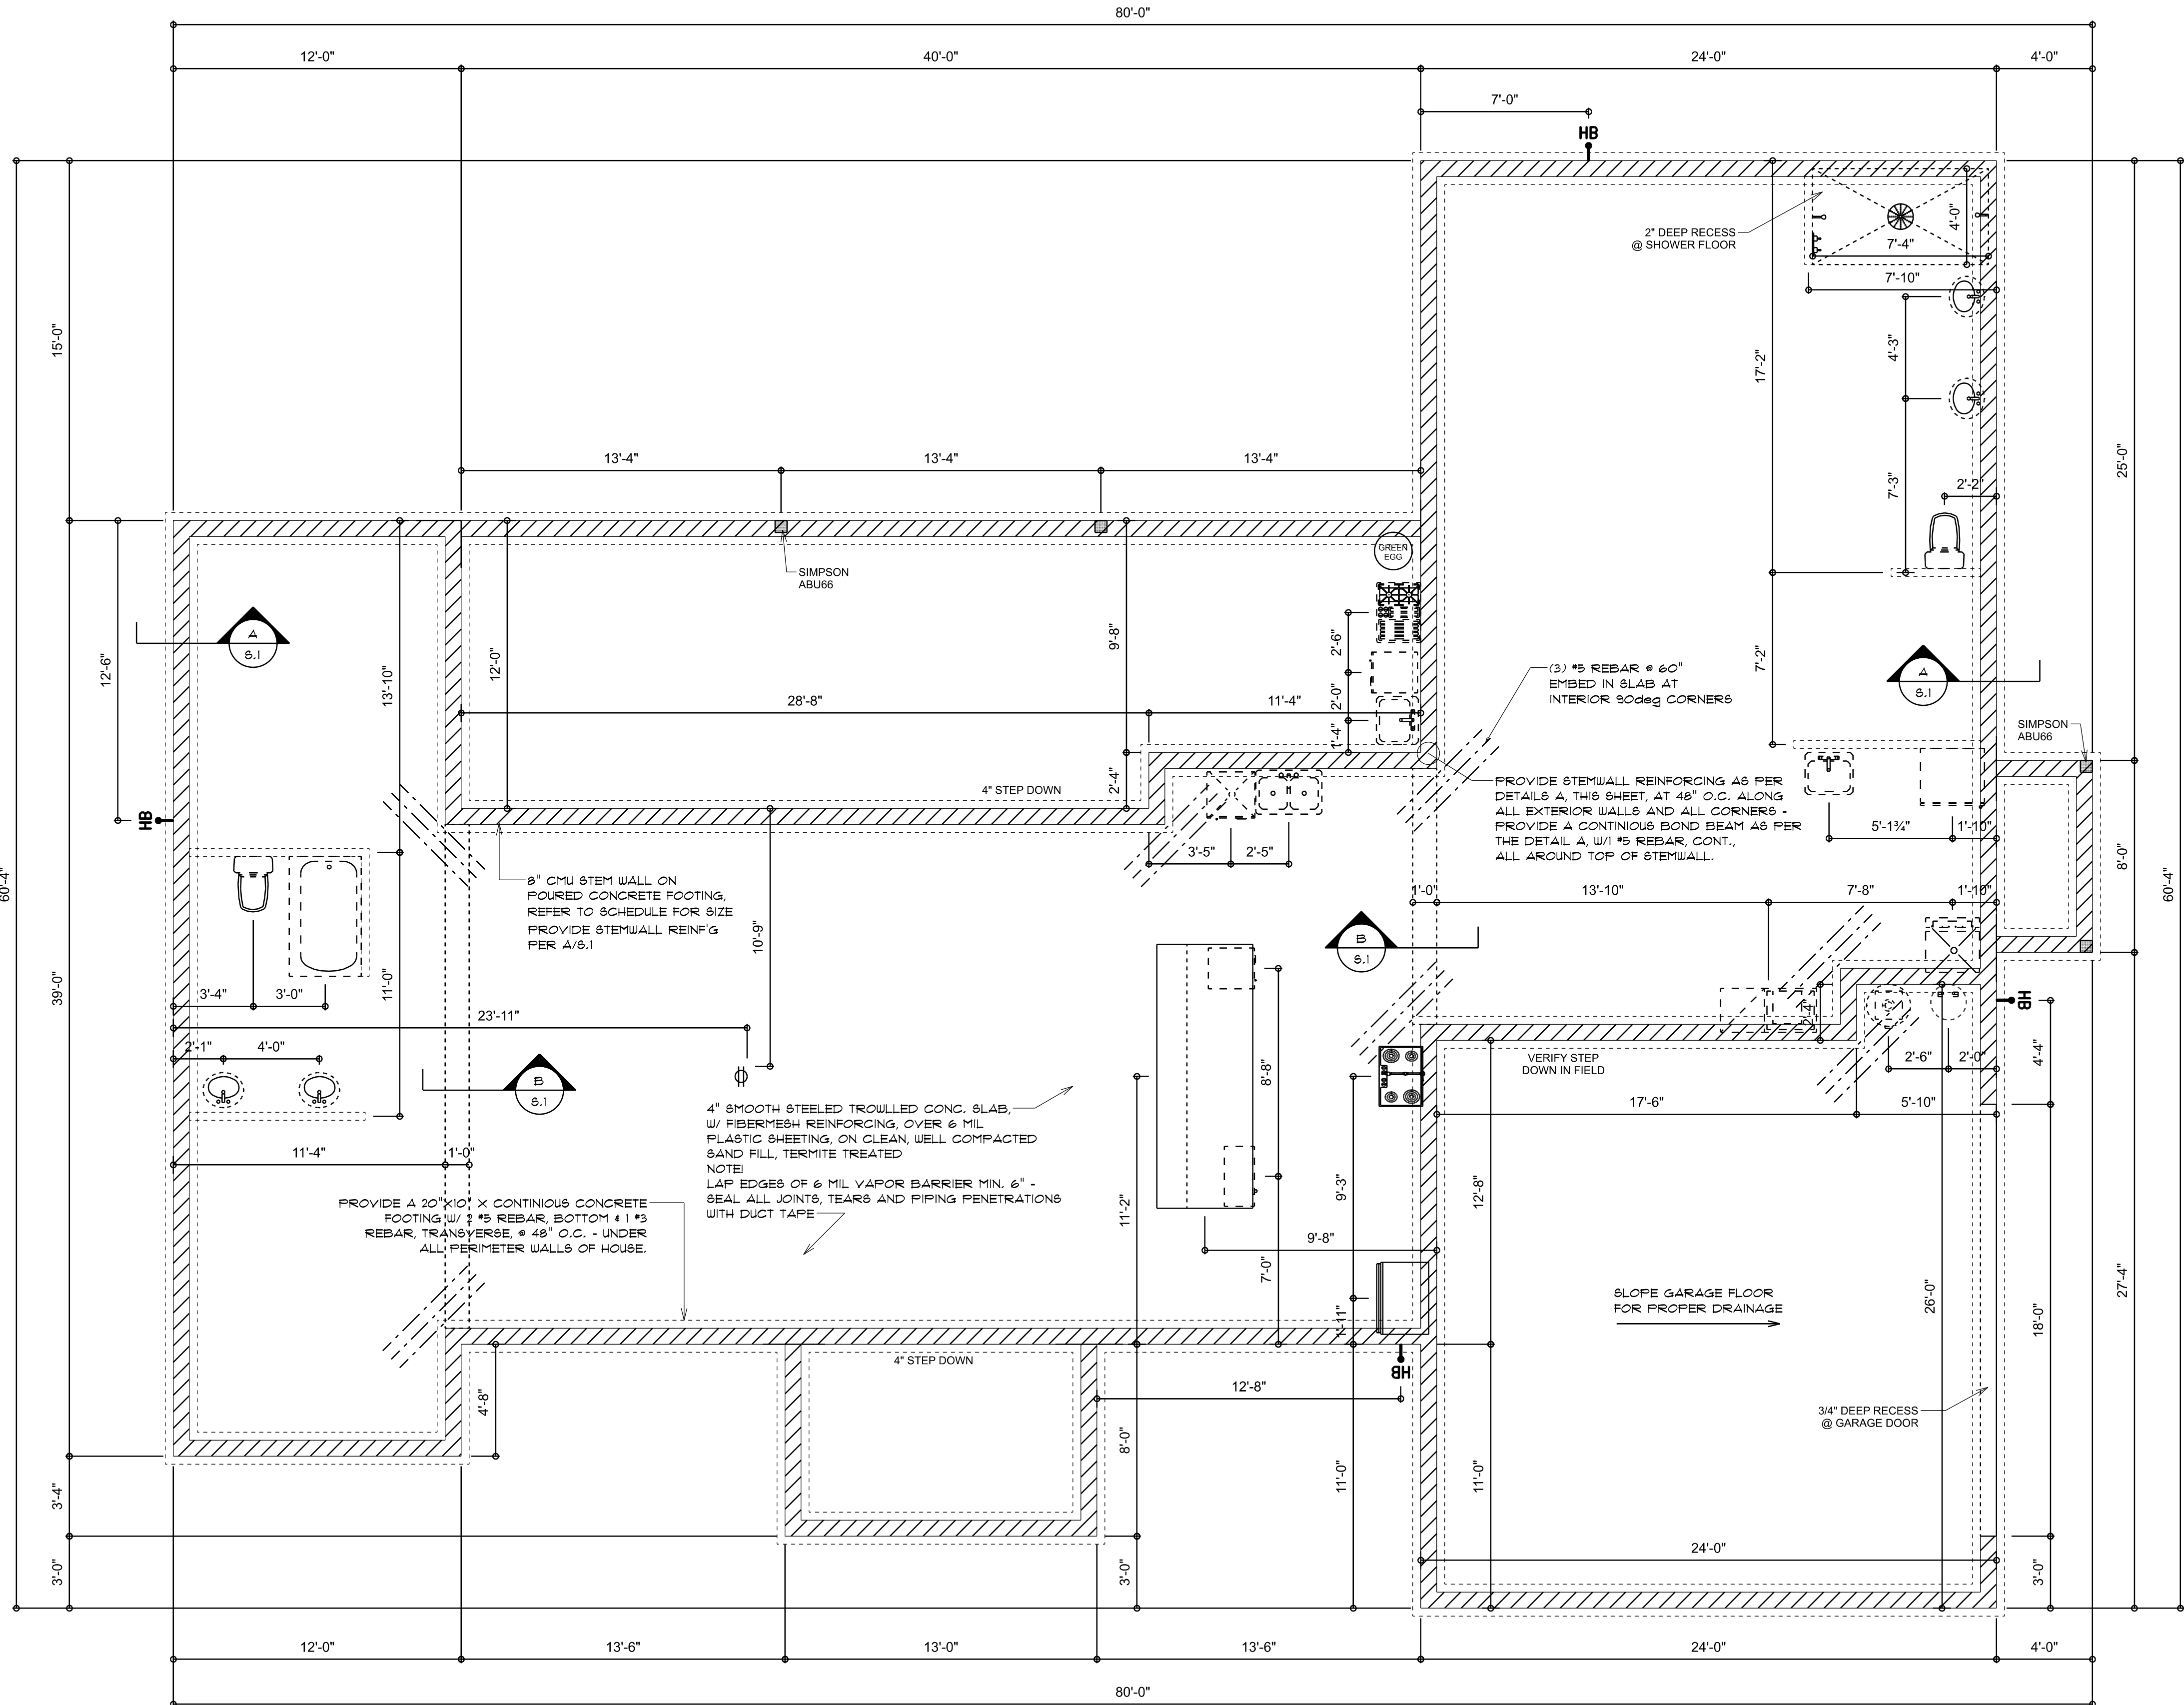 80'-0"
12'-0"
40'-0"
24'-0"
4'-0"
7'-0"
HB
2" DEEP RECESS
@ SHOWER FLOOR
4'-0"
7'-4"
7'-10"
15'-0"
4'-3"
17'-2"
25'-0"
13'-4"
13'-4"
13'-4"
7'-3"
2'-2"
GREEN
EGG
SIMPSON
ABU66
A
S.1
12'-6"
13'-10"
12'-0"
9'-8"
2'-6"
7'-2"
(3) #5 REBAR @ 60"
EMBED IN SLAB AT
INTERIOR 90deg CORNERS
A
S.1
28'-8"
11'-4"
2'-0"
1'-4"
SIMPSON
ABU66
2'-4"
4" STEP DOWN
HB
PROVIDE STEMWALL REINFORCING AS PER
DETAILS A, THIS SHEET, AT 48" O.C. ALONG
ALL EXTERIOR WALLS AND ALL CORNERS -
PROVIDE A CONTINIOUS BOND BEAM AS PER
THE DETAIL A, W/1 #5 REBAR, CONT.,
ALL AROUND TOP OF STEMWALL.
5'-1¾"
1'-10"
3'-5"
2'-5"
8'-0"
60'-4"
60'-4"
8" CMU STEM WALL ON
POURED CONCRETE FOOTING,
REFER TO SCHEDULE FOR SIZE
PROVIDE STEMWALL REINF'G
PER A/S.1
1'-0"
13'-10"
7'-8"
1'-10"
10'-9"
B
S.1
39'-0"
11'-0"
3'-4"
3'-0"
23'-11"
2'-4"
HB
2'-1"
4'-0"
B
S.1
8'-8"
VERIFY STEP
DOWN IN FIELD
2'-6"
2'-0"
4'-4"
4" SMOOTH STEELED TROWLLED CONC. SLAB,
W/ FIBERMESH REINFORCING, OVER 6 MIL
PLASTIC SHEETING, ON CLEAN, WELL COMPACTED
SAND FILL, TERMITE TREATED
NOTE:
LAP EDGES OF 6 MIL VAPOR BARRIER MIN. 6" -
SEAL ALL JOINTS, TEARS AND PIPING PENETRATIONS
WITH DUCT TAPE
17'-6"
5'-10"
11'-4"
1'-0"
PROVIDE A 20"X10" X CONTINIOUS CONCRETE
FOOTING W/ 2 #5 REBAR, BOTTOM & 1 #3
REBAR, TRANSVERSE, @ 48" O.C. - UNDER
ALL PERIMETER WALLS OF HOUSE.
11'-2"
9'-3"
12'-8"
9'-8"
7'-0"
SLOPE GARAGE FLOOR
FOR PROPER DRAINAGE
26'-0"
27'-4"
18'-0"
1'-11"
4" STEP DOWN
HB
12'-8"
4'-8"
3/4" DEEP RECESS
@ GARAGE DOOR
8'-0"
11'-0"
11'-0"
3'-4"
24'-0"
3'-0"
3'-0"
3'-0"
12'-0"
13'-6"
13'-0"
13'-6"
24'-0"
4'-0"
80'-0"